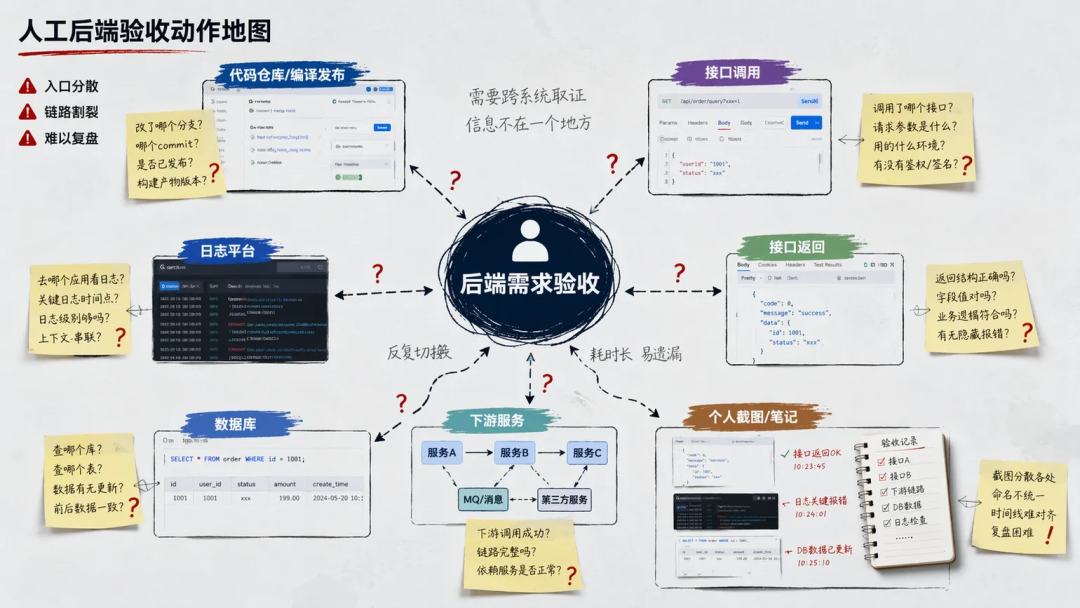 人工后端验收动作地图
入口分散
链路割裂
难以复盘
代码仓库/编译发布
改了哪个分支?
哪个commit?
是否已发布?
构建产物版本?
?
需要跨系统取证
信息不在一个地方
?
?
接口调用
GET /api/order/query?xxx=1
Params Headers Body
Send
1 {
"userId": "1001",
"status": "xxx"
}
调用了哪个接口?
请求参数是什么?
用的什么环境?
有没有鉴权/签名?
?
日志平台
去哪个应用看日志?
关键日志时间点?
日志级别够吗?
上下文串联?
?
?
后端需求验收
?
接口返回
Body Cookies Headers Test Results
Pretty
{
"code": 0,
"message": "success",
"data": {
"id": 1001,
"status": "xxx"
}
}
返回结构正确吗?
字段值对吗?
业务逻辑符合吗?
有无隐藏报错?
?
反复切换
耗时长 易遗漏
?
?
数据库
SELECT * FROM order WHERE id = 1001;
id user_id status amount create_time
1001 1001 xxx 199.00 2024-05-20 10:
查哪个库?
查哪个表?
数据有无更新?
前后数据一致?
?
下游服务
服务A 服务B 服务C
MQ/消息 第三方服务
下游调用成功?
链路完整吗?
依赖服务是否正常?
?
个人截图/笔记
接口返回OK
10:23:45
日志关键报错
10:24:01
DB数据已更新
10:25:10
验收记录
接口A
接口B
下游链路
DB数据
日志检查
......
截图分散各处
命名不统一
时间线难对齐
复盘困难
!